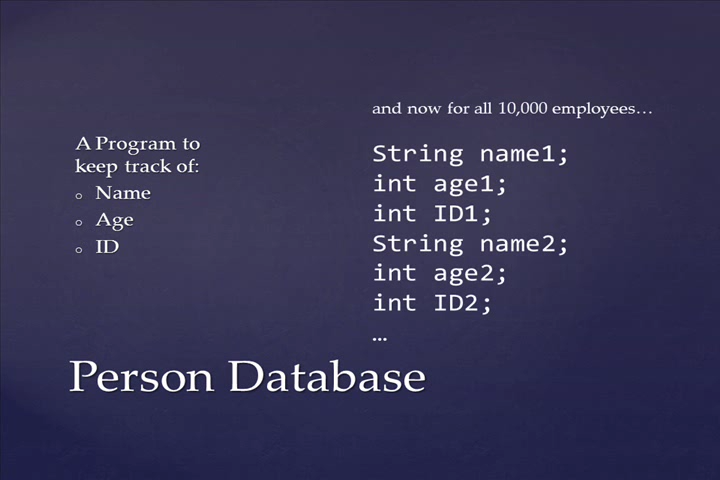 and now for all 10,000 employees…
A Program to
keep track of:
○ Name
○ Age
○ ID
String name1;
int age1;
int ID1;
String name2;
int age2;
int ID2;
…
Person Database